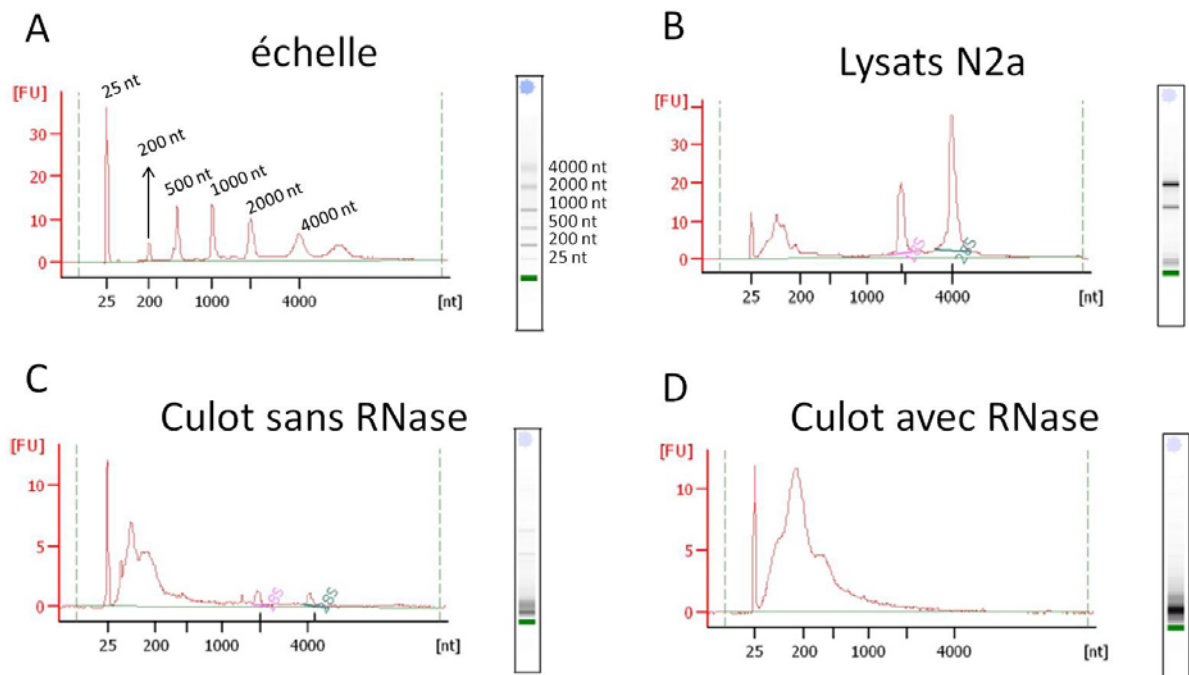 A
échelle
[FU]
30
20
10
0
25 nt
200 nt
500 nt
1000 nt
2000 nt
4000 nt
25
200
1000
4000
[nt]
4000 nt
2000 nt
1000 nt
500 nt
200 nt
25 nt
B
Lysats N2a
[FU]
40
30
20
10
0
28S
25
200
1000
4000
[nt]
C
Culot sans RNase
[FU]
10
5
0
28S
25
200
1000
4000
[nt]
D
Culot avec RNase
[FU]
10
5
0
25
200
1000
4000
[nt]